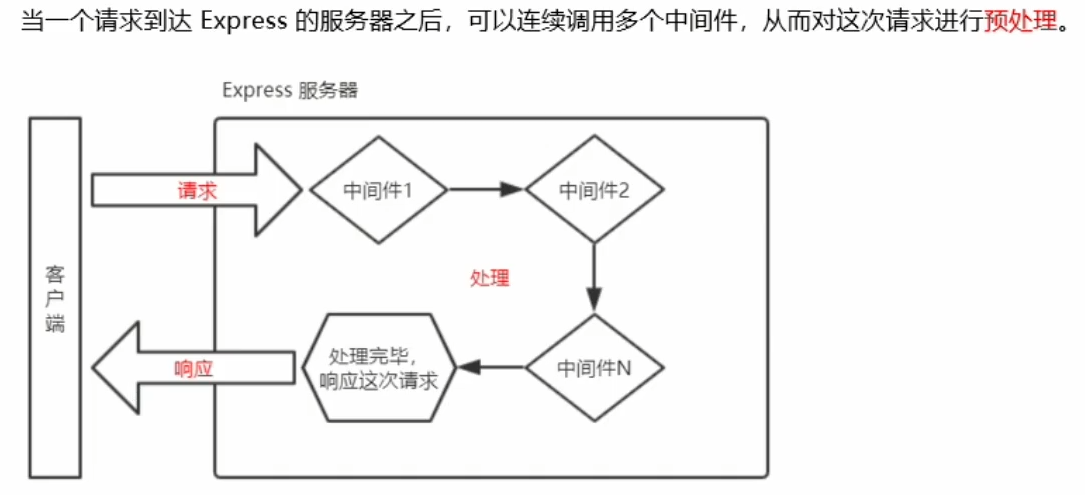 当一个请求到达 Express 的服务器之后，可以连续调用多个中间件，从而对这次请求进行预处理。
Express 服务器
请求
中间件1
中间件2
客户端
处理
响应
处理完毕，
响应这次请求
中间件N